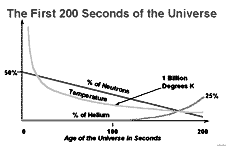 The First 200 Seconds of the Universe
50%
% of Neutrons
Temperature
1 Billion
Degrees K
25%
% of Helium
0
100
200
Age of the Universe in Seconds